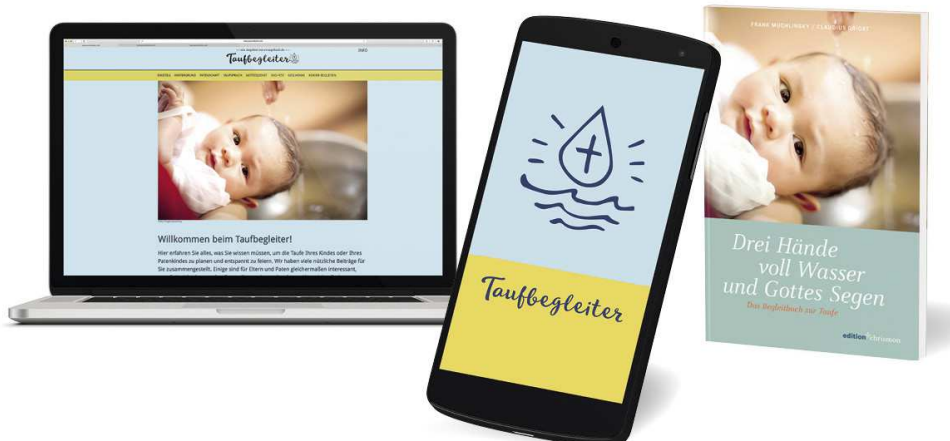 Taufbegleiter
INFO
Willkommen beim Taufbegleiter!
Hier erfahren Sie alles, was Sie wissen müssen, um die Taufe Ihres Kindes oder Ihres
Patenkindes zu planen und entspannt zu feiern. Wir haben viele nützliche Beiträge für
Sie zusammengestellt. Einige sind für Eltern und Paten gleichermaßen interessant,
Taufbegleiter
FRANK MUCHLINSKY
Drei Hände
voll Wasser
und Gottes Segen
Das Begleitbuch zur Taufe
edition chrismon